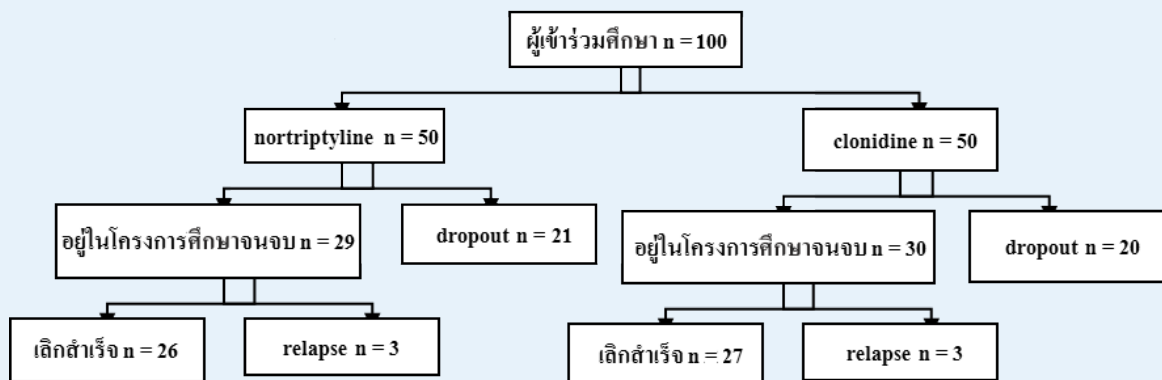 ผู้เข้าร่วมศึกษา n = 100
nortriptyline n = 50
clonidine n = 50
อยู่ในโครงการศึกษาจนจบ n = 29
dropout n = 21
อยู่ในโครงการศึกษาจนจบ n = 30
dropout n = 20
เลิกสำเร็จ n = 26
relapse n = 3
เลิกสำเร็จ n = 27
relapse n = 3